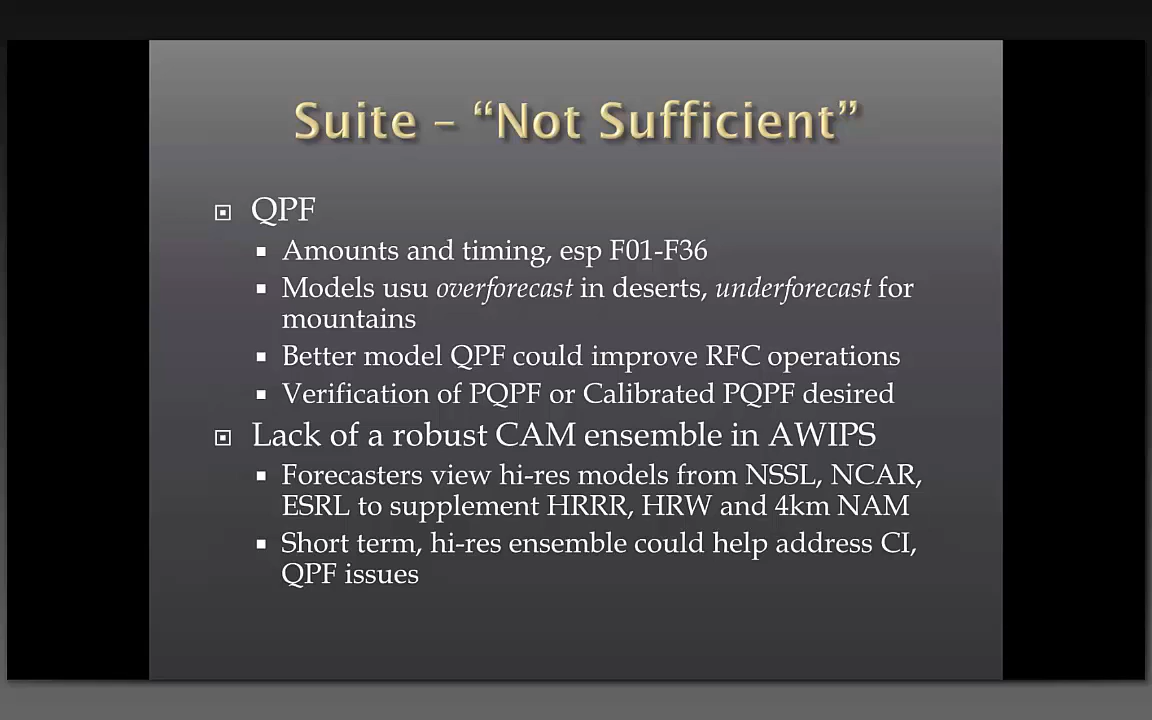 Suite – “Not Sufficient”
QPF
Amounts and timing, esp F01-F36
Models usu overforecast in deserts, underforecast for
mountains
Better model QPF could improve RFC operations
Verification of PQPF or Calibrated PQPF desired
Lack of a robust CAM ensemble in AWIPS
Forecasters view hi-res models from NSSL, NCAR,
ESRL to supplement HRRR, HRW and 4km NAM
Short term, hi-res ensemble could help address CI,
QPF issues